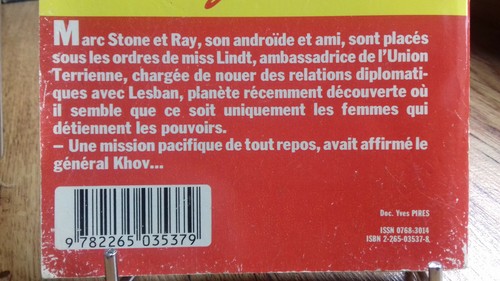 Marc Stone et Ray, son androïde et ami, sont placés
sous les ordres de miss Lindt, ambassadrice de l'Union
Terrienne, chargée de nouer des relations diplomati-
ques avec Lesban, planète récemment découverte où
il semble que ce soit uniquement les femmes qui
détiennent les pouvoirs.
– Une mission pacifique de tout repos, avait affirmé le
général Khov...
Doc. Yves PIRES
ISSN 0768-3014
ISBN 2-265-03537-8
9 782265 035379